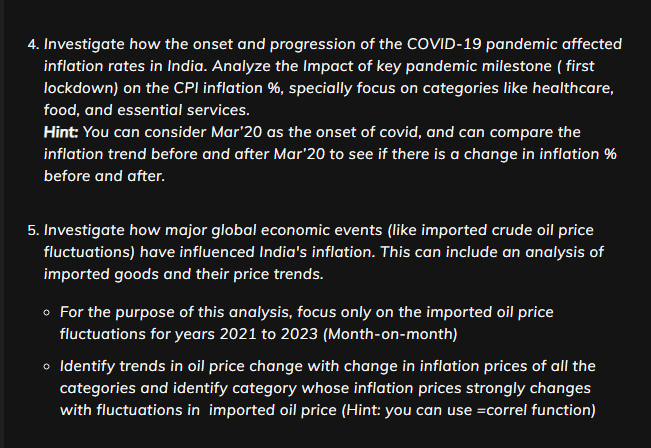 4. Investigate how the onset and progression of the COVID-19 pandemic affected
inflation rates in India. Analyze the Impact of key pandemic milestone ( first
lockdown) on the CPI inflation %, specially focus on categories like healthcare,
food, and essential services.
Hint: You can consider Mar'20 as the onset of covid, and can compare the
inflation trend before and after Mar'20 to see if there is a change in inflation %
before and after.
5. Investigate how major global economic events (like imported crude oil price
fluctuations) have influenced India's inflation. This can include an analysis of
imported goods and their price trends.
○ For the purpose of this analysis, focus only on the imported oil price
fluctuations for years 2021 to 2023 (Month-on-month)
○ Identify trends in oil price change with change in inflation prices of all the
categories and identify category whose inflation prices strongly changes
with fluctuations in imported oil price (Hint: you can use =correl function)